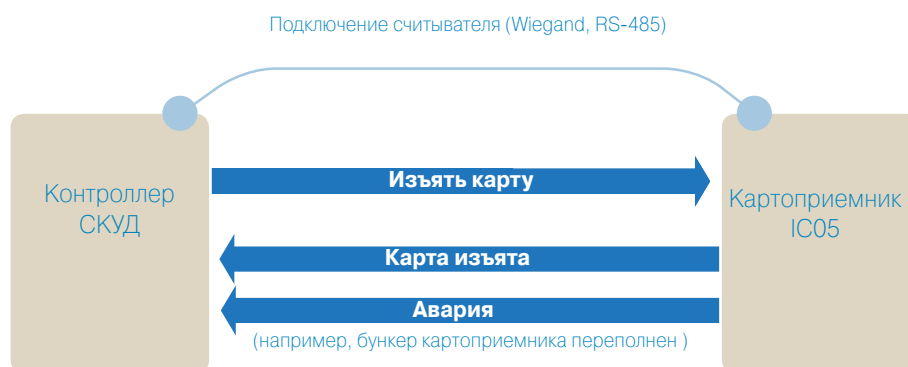 Подключение считывателя (Wiegand, RS-485)
Контроллер
СКУД
Изъять карту
Картоприемник
IC05
Карта изъята
Авария
(например, бункер картоприемника переполнен )